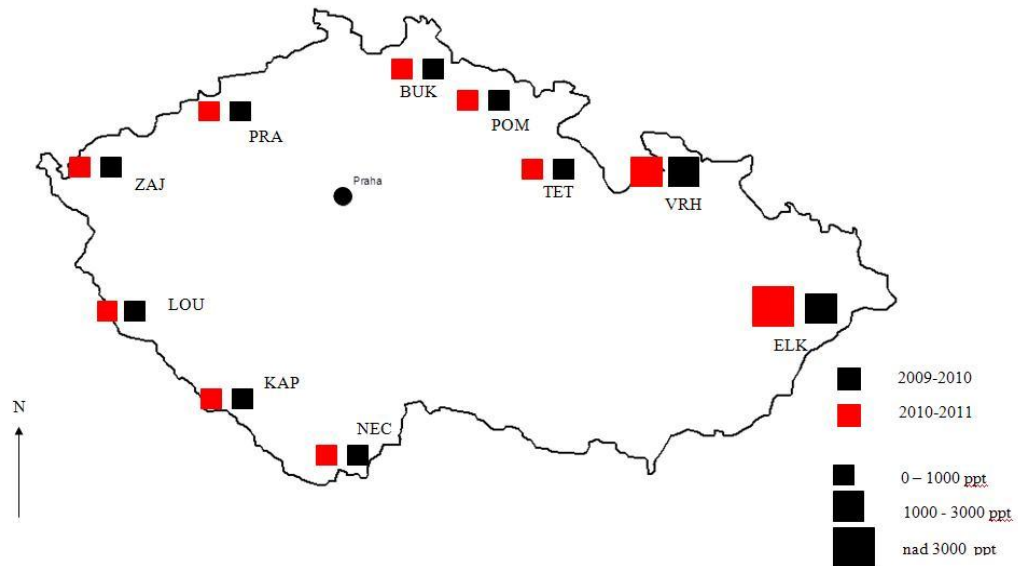 BUK
POM
PRA
ZAJ
Praha
TET
VRH
LOU
ELK
KAP
NEC
N
2009-2010
2010-2011
0 – 1000 ppt
1000 - 3000 ppt
nad 3000 ppt